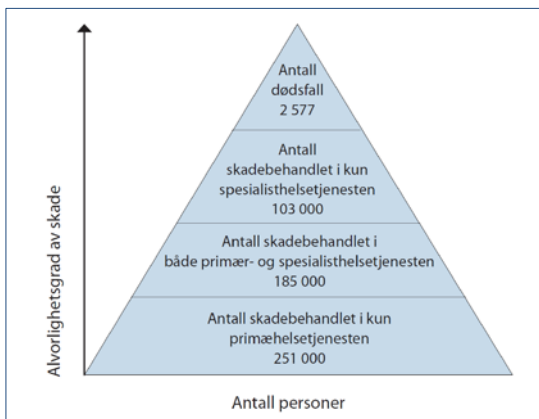 Antall
dødsfall
2 577
Antall
skadebehandlet i kun
spesialisthelsetjenesten
103 000
Antall skadebehandlet i
både primær- og spesialisthelsetjenesten
185 000
Antall skadebehandlet i kun
primæhelsetjenesten
251 000
Alvorlighetsgrad av skade
Antall personer